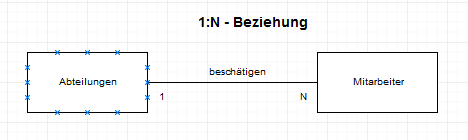 1:N - Beziehung
Abteilungen
beschätigen
Mitarbeiter
1
N